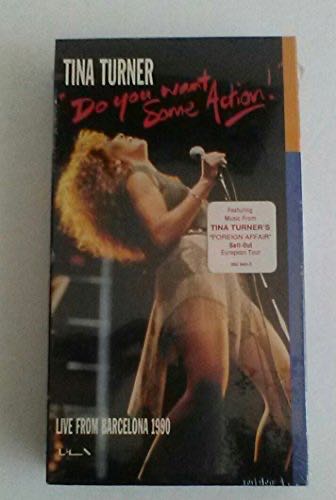 TINA TURNER
"Do you want
Some Action!"
Featuring
Music From
TINA TURNER'S
"FOREIGN AFFAIR"
Sell-Out
European Tour
LIVE FROM BARCELONA 1990